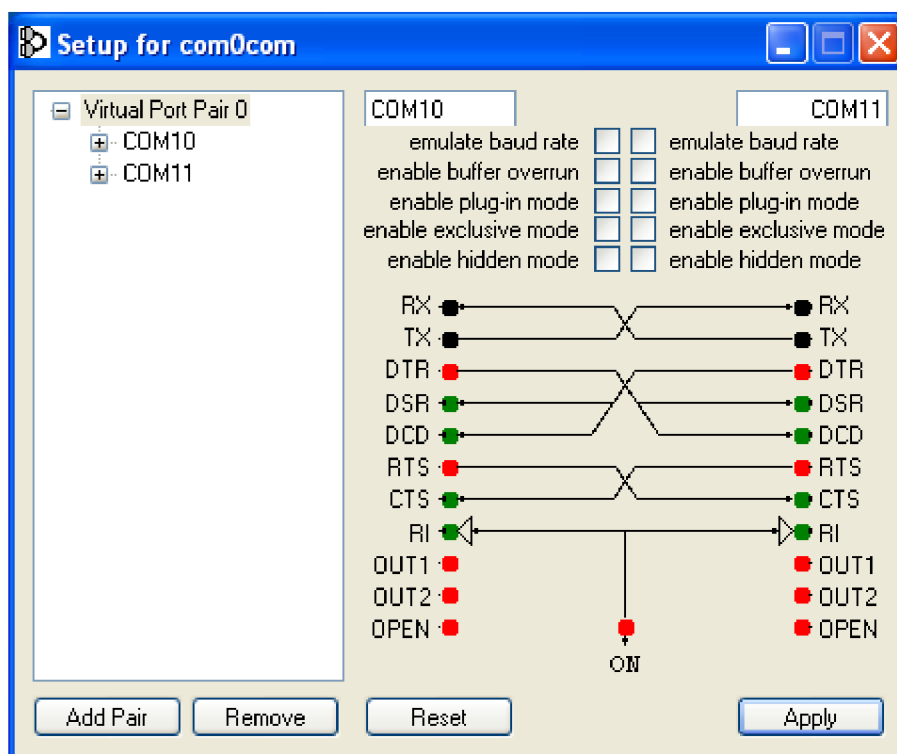 Setup for com0com
Virtual Port Pair 0
COM10
COM11
COM10 COM11
emulate baud rate emulate baud rate
enable buffer overrun enable buffer overrun
enable plug-in mode enable plug-in mode
enable exclusive mode enable exclusive mode
enable hidden mode enable hidden mode
RX RX
TX TX
DTR DTR
DSR DSR
DCD DCD
RTS RTS
CTS CTS
RI RI
OUT1 OUT1
OUT2 OUT2
OPEN OPEN
ON
Add Pair Remove Reset Apply